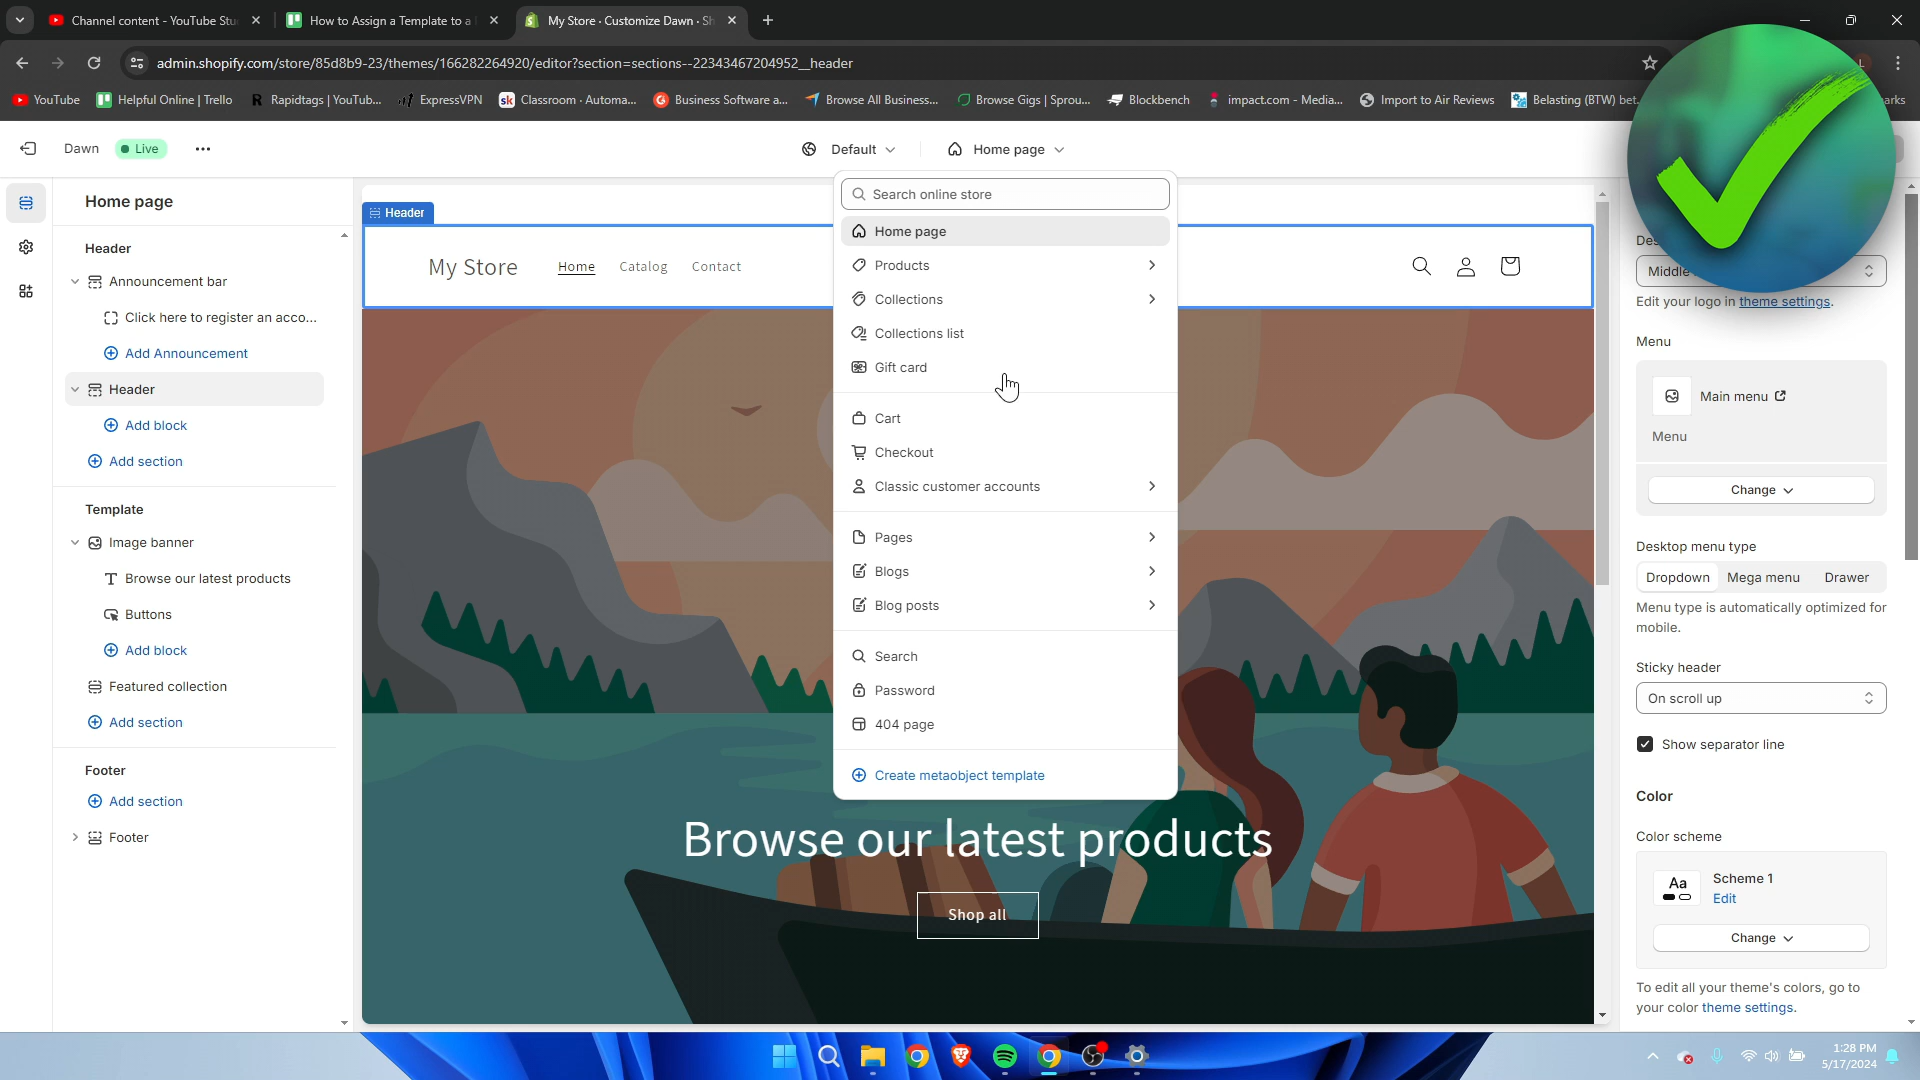 Channel content - YouTube Stu
How to Assign a Template to a
My Store · Customize Dawn · Sh
admin.shopify.com/store/85d8b9-23/themes/166282264920/editor?section=sections--22343467204952__header
YouTube
Helpful Online | Trello
Rapidtags | YouTub...
ExpressVPN
Classroom - Automa...
Business Software a...
Browse All Business...
Browse Gigs | Sprou...
Blockbench
impact.com - Media...
Import to Air Reviews
Belasting (BTW) bet
arks
Dawn
Live
Default
Home page
Home page
Header
Announcement bar
Click here to register an acco...
Add Announcement
Header
Add block
Add section
Template
Image banner
Browse our latest products
Buttons
Add block
Featured collection
Add section
Footer
Add section
Footer
Header
My Store
Home
Catalog
Contact
Search online store
Home page
Products
Collections
Collections list
Gift card
Cart
Checkout
Classic customer accounts
Pages
Blogs
Blog posts
Search
Password
404 page
Create metaobject template
Browse our latest products
Shop all
Middle
Edit your logo in theme settings.
Menu
Main menu
Menu
Change
Desktop menu type
Dropdown
Mega menu
Drawer
Menu type is automatically optimized for
mobile.
Sticky header
On scroll up
Show separator line
Color
Color scheme
Aa
Scheme 1
Edit
Change
To edit all your theme's colors, go to
your color theme settings.
1:28 PM
5/17/2024